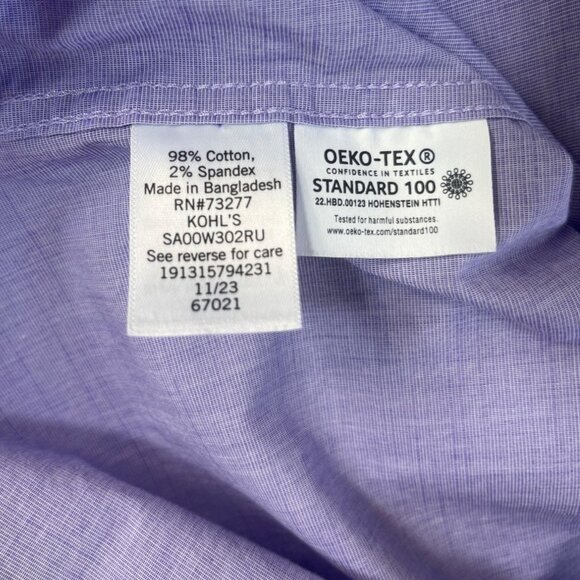 98% Cotton,
2% Spandex
Made in Bangladesh
RN#73277
KOHL'S
SA00W302RU
See reverse for care
191315794231
11/23
67021
OEKO-TEX®
CONFIDENCE IN TEXTILES
STANDARD 100
22.HBD.00123 HOHENSTEIN HTTI
Tested for harmful substances.
www.oeko-tex.com/standard100